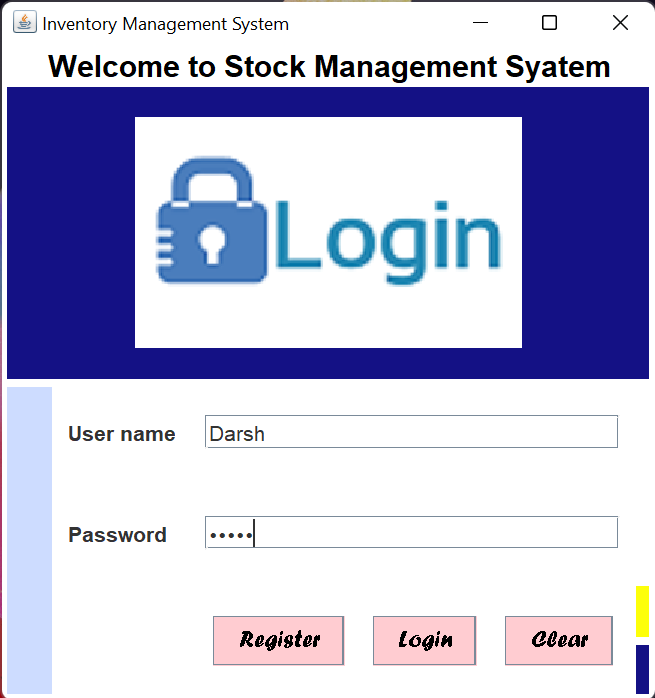 Inventory Management System
Welcome to Stock Management Syatem
Login
User name Darsh
Password •••••
Register Login Clear